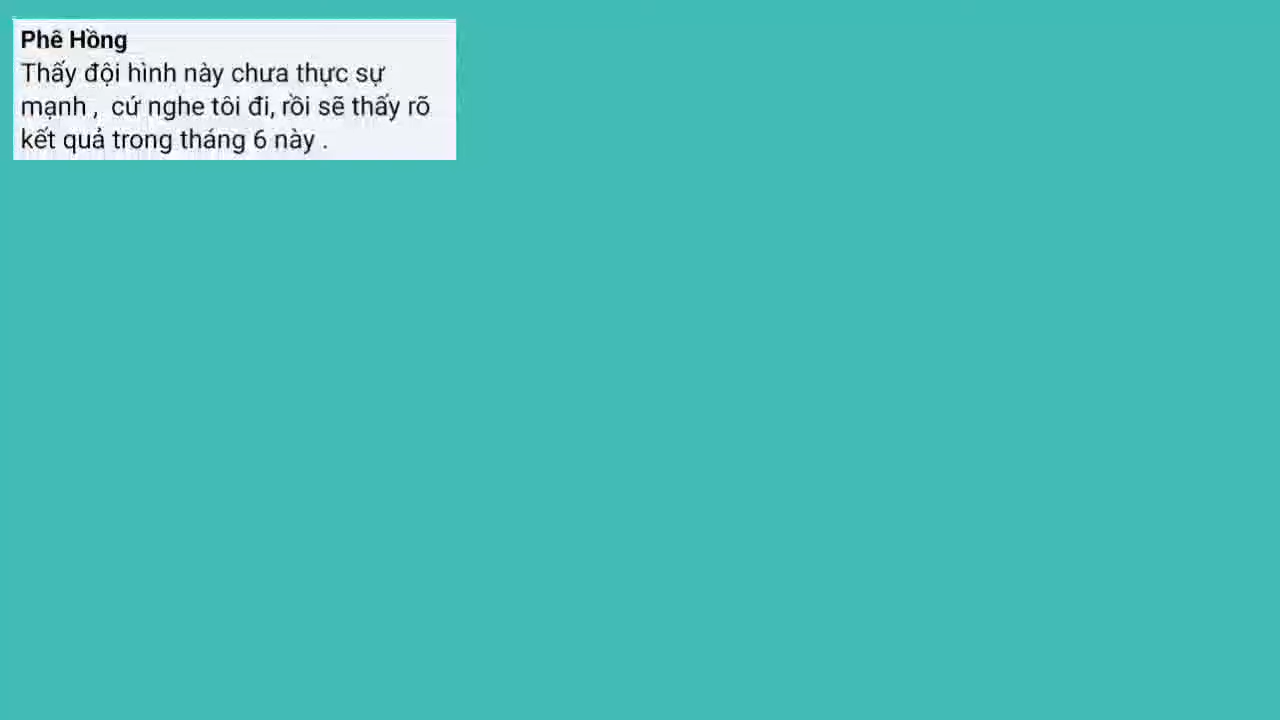 Phê Hồng
Thấy đội hình này chưa thực sự
mạnh ,  cứ nghe tôi đi, rồi sẽ thấy rõ
kết quả trong tháng 6 này .